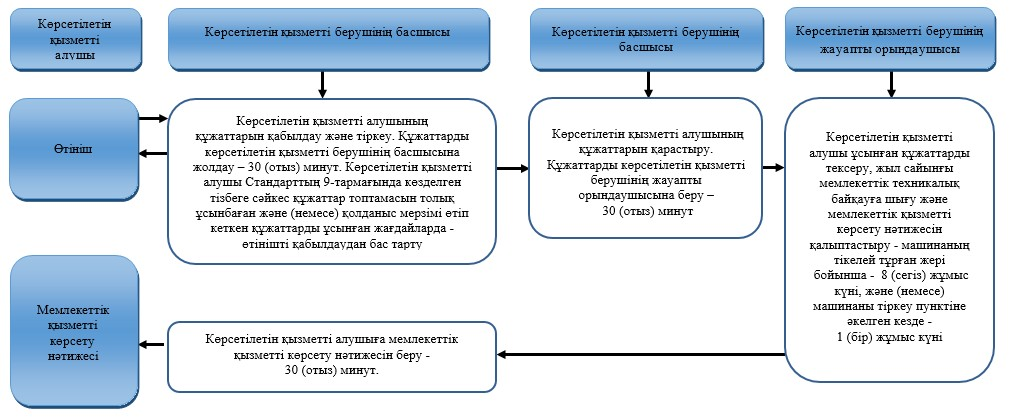 Көрсетілетін
қызметті
алушы
Көрсетілетін қызметті берушінің басшысы
Көрсетілетін қызметті берушінің
басшысы
Көрсетілетін қызметті берушінің
жауапты орындаушысы
Өтініш
Көрсетілетін қызметті алушының
құжаттарын қабылдау және тіркеу. Құжаттарды
көрсетілетін қызметті берушінің басшысына
жолдау – 30 (отыз) минут. Көрсетілетін қызметті
алушы Стандарттың 9-тармағында көзделген
тізбеге сәйкес құжаттар топтамасын толық
ұсынбаған және (немесе) қолданыс мерзімі өтіп
кеткен құжаттарды ұсынған жағдайларда -
өтінішті қабылдаудан бас тарту
Көрсетілетін қызметті алушының
құжаттарын қарастыру.
Құжаттарды көрсетілетін қызметті
берушінің жауапты
орындаушысына беру –
30 (отыз) минут
Көрсетілетін қызметті
алушы ұсынған құжаттарды
тексеру, жыл сайынғы
мемлекеттік техникалық
байқауға шығу және
мемлекеттік қызметті
көрсету нәтижесін
қалыптастыру - машинаның
тікелей тұрған жері
бойынша - 8 (сегіз) жұмыс
күні, және (немесе)
машинаны тіркеу пунктіне
әкелген кезде -
1 (бір) жұмыс күні
Мемлекеттік
қызметті
көрсету
нәтижесі
Көрсетілетін қызметті алушыға мемлекеттік
қызметті көрсету нәтижесін беру -
30 (отыз) минут.